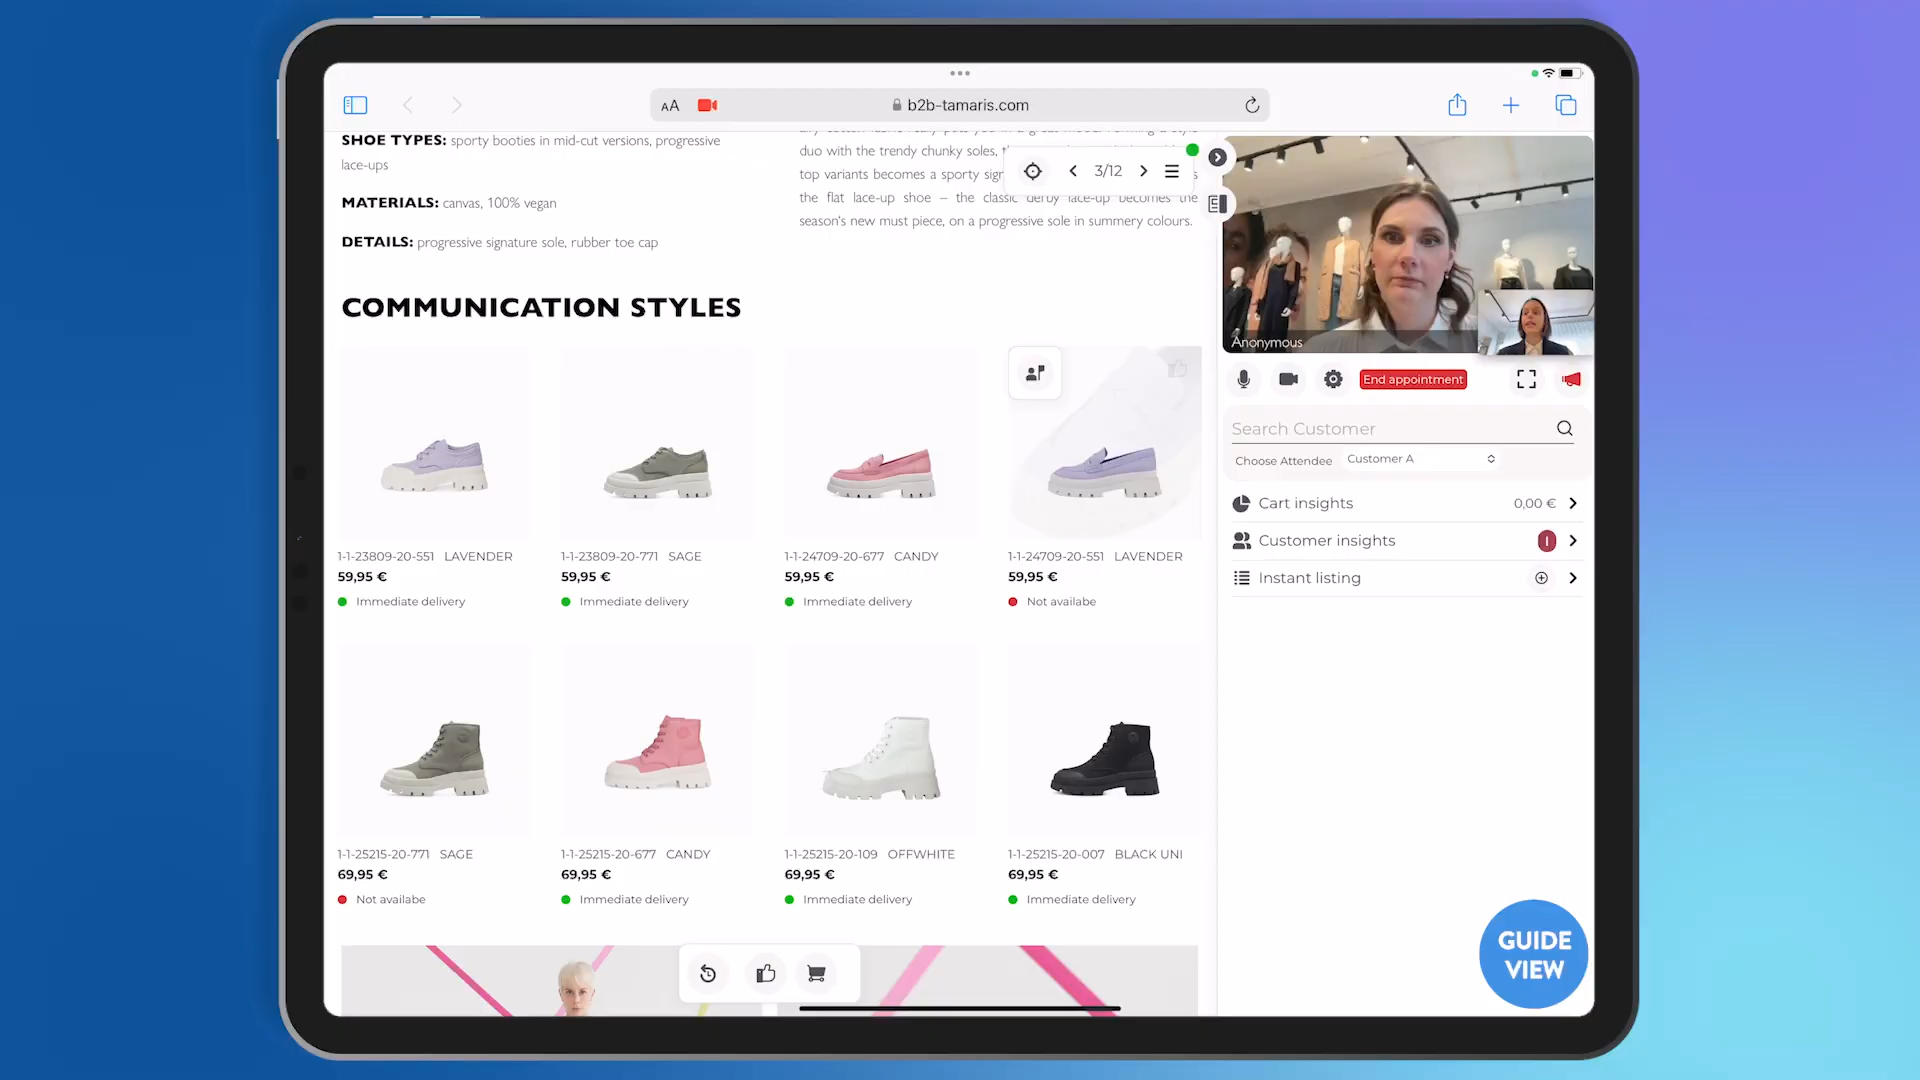 AA
b2b-tamaris.com
SHOE TYPES: sporty booties in mid-cut versions, progressive
lace-ups
MATERIALS: canvas, 100% vegan
DETAILS: progressive signature sole, rubber toe cap
duo with the trendy chunky soles,
top variants becomes a sporty
the flat lace-up shoe – the classic derby lace-up becomes the
season's new must piece, on a progressive sole in summery colours.
3/12
COMMUNICATION STYLES
1-1-23809-20-551 LAVENDER
59,95 €
Immediate delivery
1-1-23809-20-771 SAGE
59,95 €
Immediate delivery
1-1-24709-20-677 CANDY
59,95 €
Immediate delivery
1-1-24709-20-551 LAVENDER
59,95 €
Not availabe
1-1-25215-20-771 SAGE
69,95 €
Not availabe
1-1-25215-20-677 CANDY
69,95 €
Immediate delivery
1-1-25215-20-109 OFFWHITE
69,95 €
Immediate delivery
1-1-25215-20-007 BLACK UNI
69,95 €
Immediate delivery
Anonymous
End appointment
Search Customer
Choose Attendee Customer A
Cart insights 0,00 €
Customer insights
Instant listing
GUIDE
VIEW